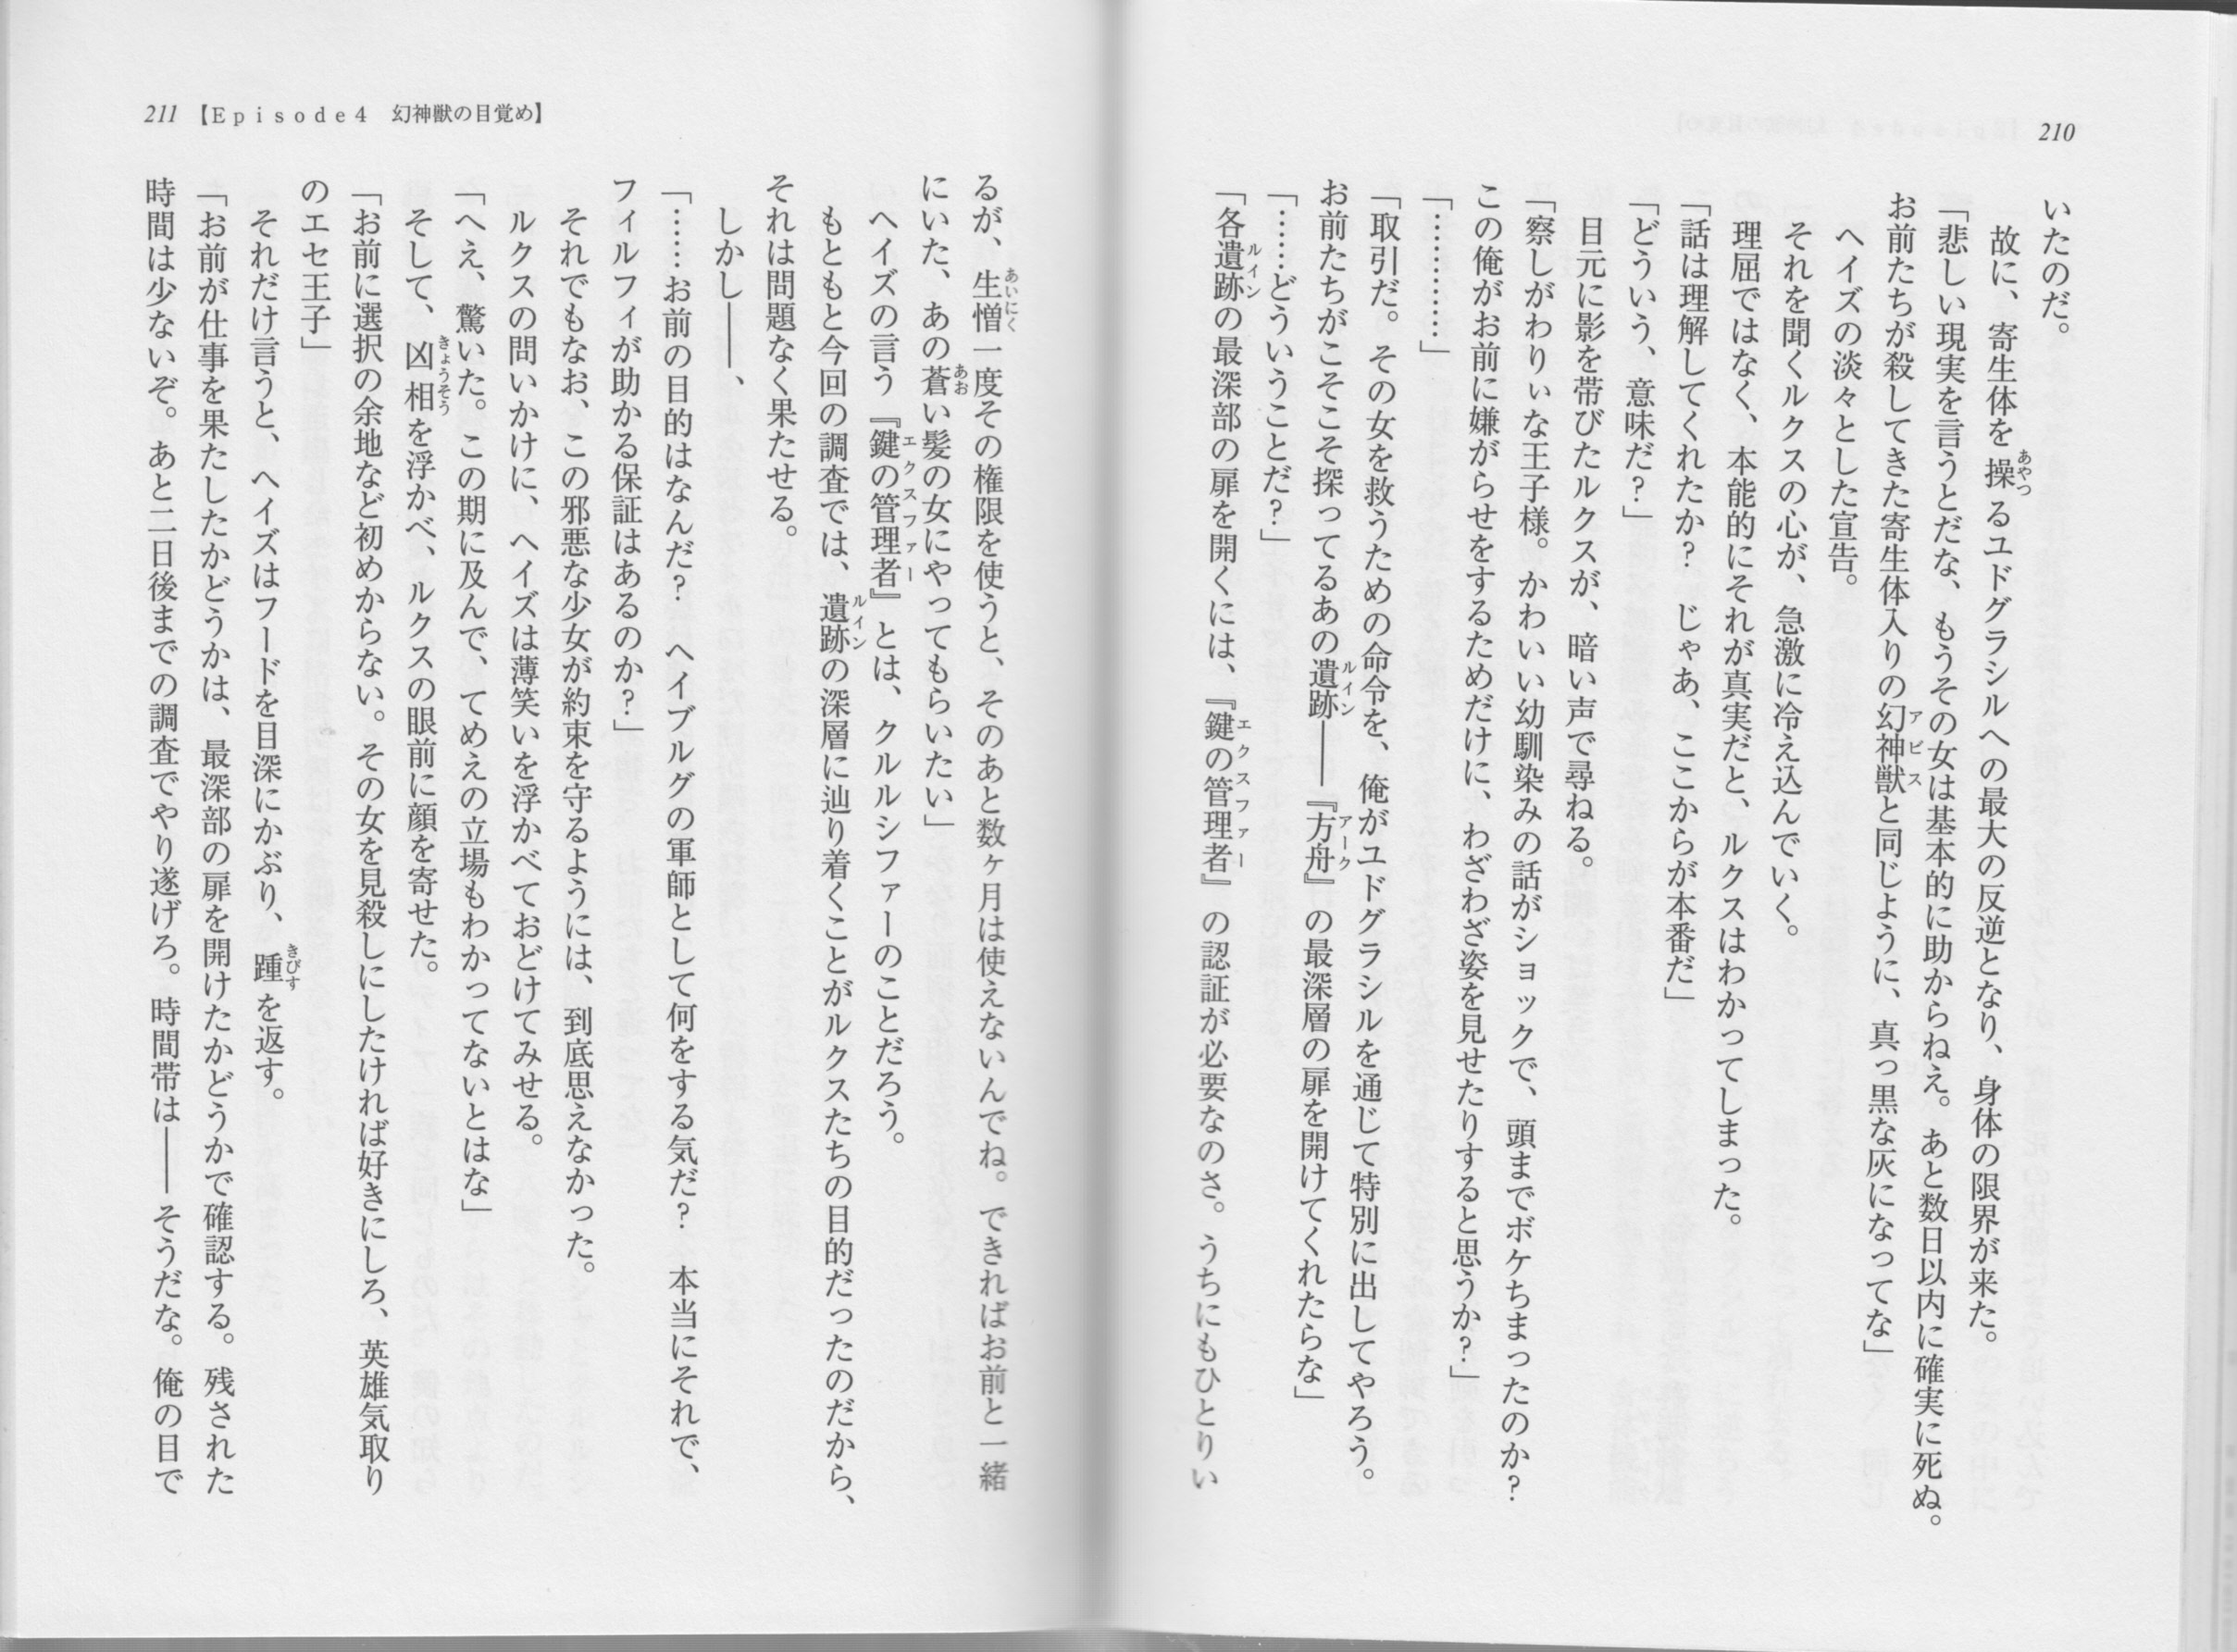 210
いたのだ。
　故に、寄生体を操るユドグラシルへの最大の反逆となり、身体の限界が来た。
「悲しい現実を言うとだな、もうその女は基本的に助からねえ。あと数日以内に確実に死ぬ。
お前たちが殺してきた寄生体入りの幻神獣と同じように、真っ黒な灰になってな」
　ヘイズの淡々とした宣告。
　それを聞くルクスの心が、急激に冷え込んでいく。
　理屈ではなく、本能的にそれが真実だと、ルクスはわかってしまった。
「話は理解してくれたか？　じゃあ、ここからが本番だ」
「どういう、意味だ？」
　目元に影を帯びたルクスが、暗い声で尋ねる。
「察しがわりぃな王子様。かわいい幼馴染みの話がショックで、頭までボケちまったのか？
この俺がお前に嫌がらせをするためだけに、わざわざ姿を見せたりすると思うか？」
「…………」
「取引だ。その女を救うための命令を、俺がユドグラシルを通じて特別に出してやろう。
お前たちがこそこそ探ってるあの遺跡――『方舟』の最深層の扉を開けてくれたらな」
「……どういうことだ？」
「各遺跡の最深部の扉を開くには、『鍵の管理者』の認証が必要なのさ。うちにもひとりい
211 【Episode4　幻神獣の目覚め】
るが、生憎一度その権限を使うと、そのあと数ヶ月は使えないんでね。できればお前と一緒
にいた、あの蒼い髪の女にやってもらいたい」
　ヘイズの言う『鍵の管理者』とは、クルルシファーのことだろう。
　もともと今回の調査では、遺跡の深層に辿り着くことがルクスたちの目的だったのだから、
それは問題なく果たせる。
　しかし――、
「……お前の目的はなんだ？　ヘイブルグの軍師として何をする気だ？　本当にそれで、
フィルフィが助かる保証はあるのか？」
　それでもなお、この邪悪な少女が約束を守るようには、到底思えなかった。
　ルクスの問いかけに、ヘイズは薄笑いを浮かべておどけてみせる。
「へえ、驚いた。この期に及んで、てめえの立場もわかってないとはな」
　そして、凶相を浮かべ、ルクスの眼前に顔を寄せた。
「お前に選択の余地など初めからない。その女を見殺しにしたければ好きにしろ、英雄気取り
のエセ王子」
　それだけ言うと、ヘイズはフードを目深にかぶり、踵を返す。
「お前が仕事を果たしたかどうかは、最深部の扉を開けたかどうかで確認する。残された
時間は少ないぞ。あと二日後までの調査でやり遂げろ。時間帯は――そうだな。俺の目で